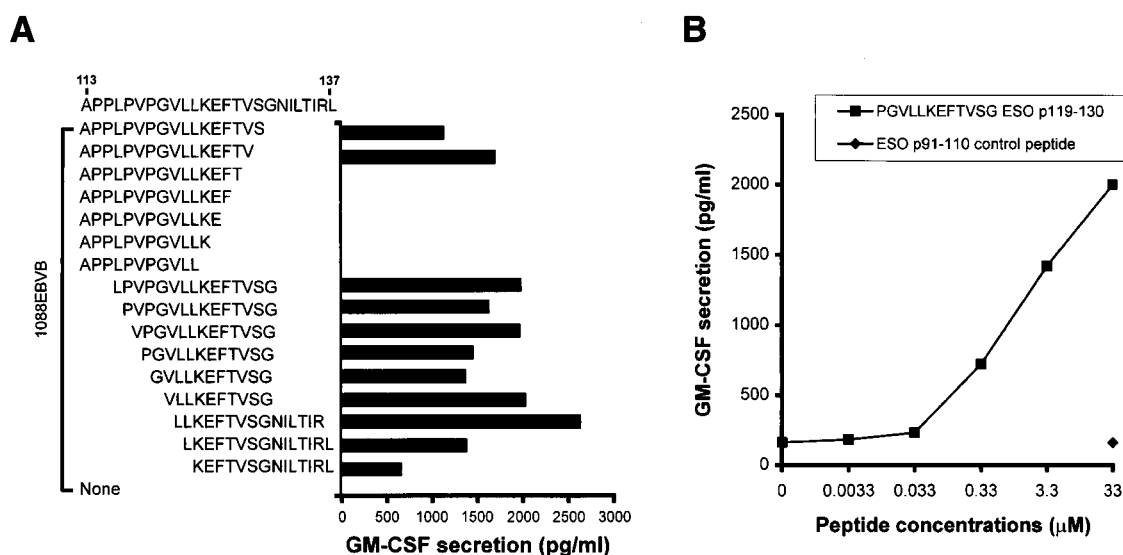 A
113 137
APPLPVPGVLLKEFTVSGNILTIRL
APPLPVPGVLLKEFTVS
APPLPVPGVLLKEFTV
APPLPVPGVLLKEFT
APPLPVPGVLLKEF
APPLPVPGVLLKE
APPLPVPGVLLK
APPLPVPGVLL
LPVPGVLLKEFTVSG
PVPGVLLKEFTVSG
VPGVLLKEFTVSG
PGVLLKEFTVSG
GVLLKEFTVSG
VLLKEFTVSG
LLKEFTVSGNILTIR
LKEFTVSGNILTIRL
KEFTVSGNILTIRL
None
1088EBVB
0 500 1000 1500 2000 2500 3000
GM-CSF secretion (pg/ml)
B
PGVLLKEFTVSG ESO p119-130
ESO p91-110 control peptide
GM-CSF secretion (pg/ml)
2500
2000
1500
1000
500
0
0 0.0033 0.033 0.33 3.3 33
Peptide concentrations (μM)